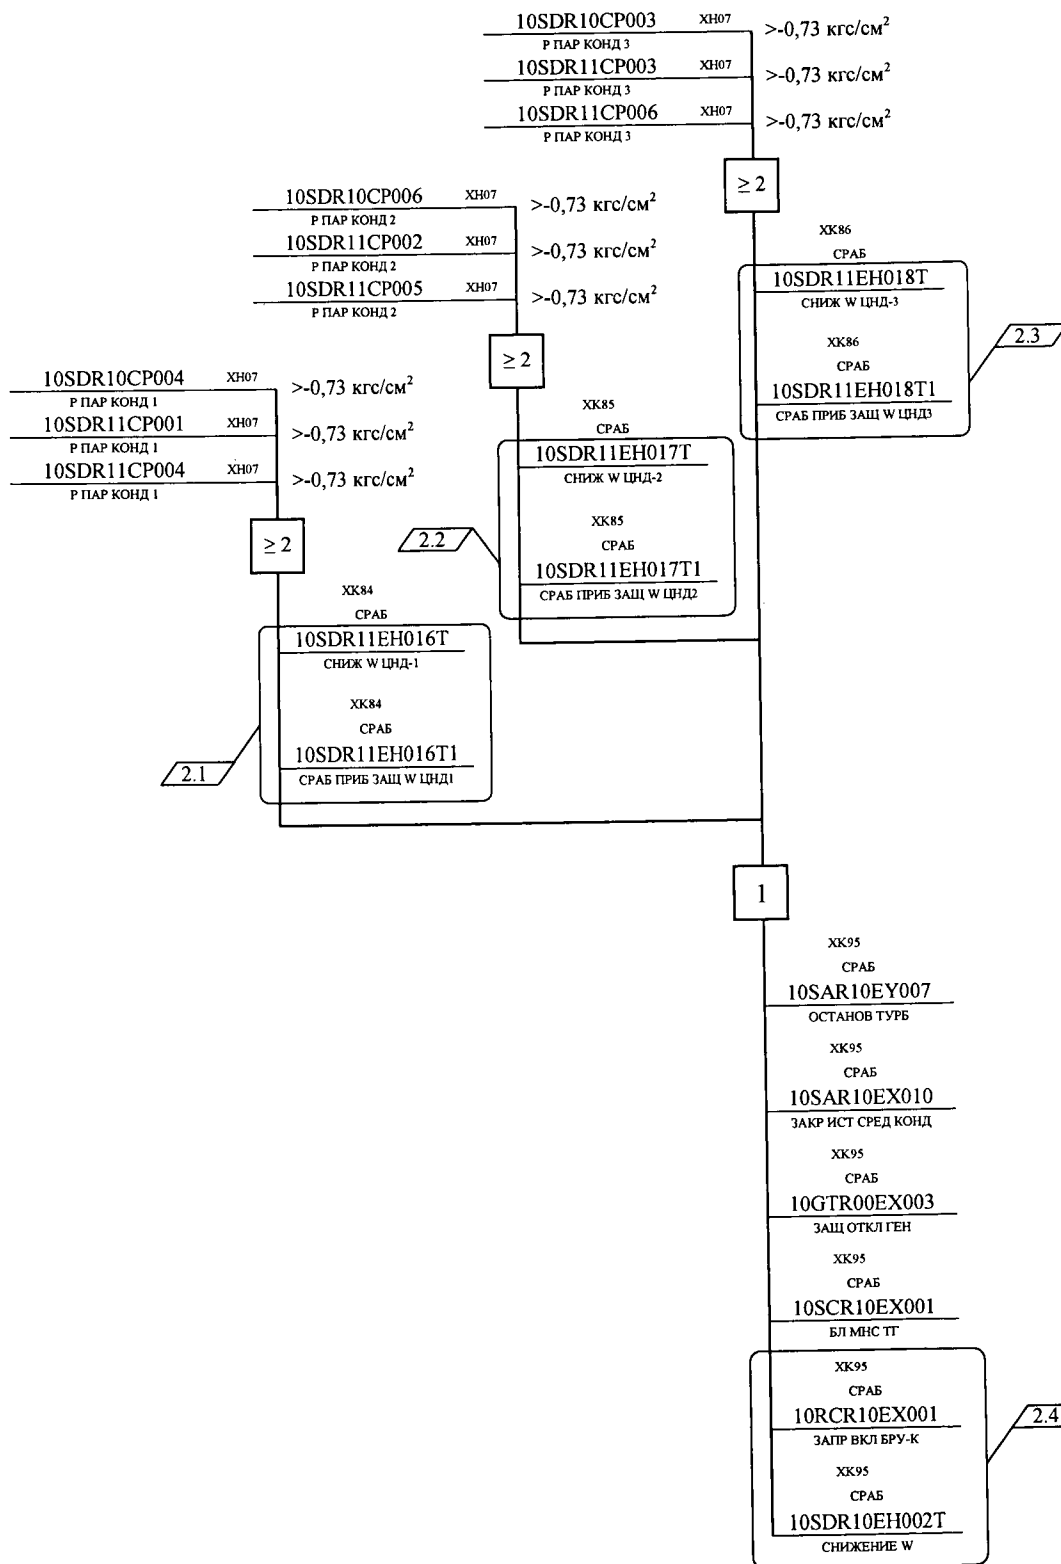 10SDR10CP003 XH07 >-0,73 кгс/см²
Р ПАР КОНД 3
10SDR11CP003 XH07 >-0,73 кгс/см²
Р ПАР КОНД 3
10SDR11CP006 XH07 >-0,73 кгс/см²
Р ПАР КОНД 3
≥ 2
10SDR10CP006 XH07 >-0,73 кгс/см²
Р ПАР КОНД 2
10SDR11CP002 XH07 >-0,73 кгс/см²
Р ПАР КОНД 2
10SDR11CP005 XH07 >-0,73 кгс/см²
Р ПАР КОНД 2
≥ 2
XK86
СРАБ
10SDR11EH018T
СНИЖ W ЦНД-3
XK86
СРАБ
10SDR11EH018T1
СРАБ ПРИБ ЗАЩ W ЦНД3
2.3
10SDR10CP004 XH07 >-0,73 кгс/см²
Р ПАР КОНД 1
10SDR11CP001 XH07 >-0,73 кгс/см²
Р ПАР КОНД 1
10SDR11CP004 XH07 >-0,73 кгс/см²
Р ПАР КОНД 1
≥ 2
XK85
СРАБ
10SDR11EH017T
СНИЖ W ЦНД-2
XK85
СРАБ
10SDR11EH017T1
СРАБ ПРИБ ЗАЩ W ЦНД2
2.2
XK84
СРАБ
10SDR11EH016T
СНИЖ W ЦНД-1
XK84
СРАБ
10SDR11EH016T1
СРАБ ПРИБ ЗАЩ W ЦНД1
2.1
1
XK95
СРАБ
10SAR10EY007
ОСТАНОВ ТУРБ
XK95
СРАБ
10SAR10EX010
ЗАКР ИСТ СРЕД КОНД
XK95
СРАБ
10GTR00EX003
ЗАЩ ОТКЛ ГЕН
XK95
СРАБ
10SCR10EX001
БЛ МНС ТГ
XK95
СРАБ
10RCR10EX001
ЗАПР ВКЛ БРУ-К
XK95
СРАБ
10SDR10EH002T
СНИЖЕНИЕ W
2.4